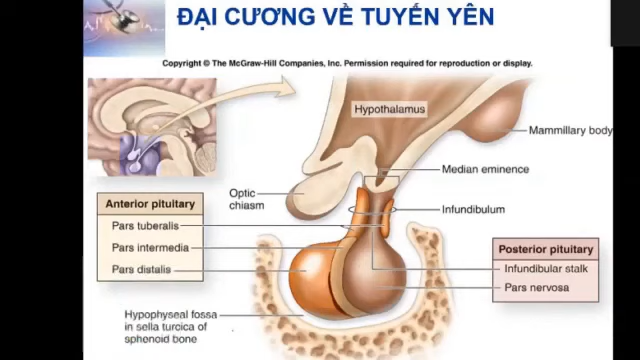 ĐẠI CƯƠNG VỀ TUYẾN YÊN
Copyright © The McGraw-Hill Companies, Inc. Permission required for reproduction or display.
Hypothalamus
Mammillary body
Median eminence
Optic
chiasm
Infundibulum
Anterior pituitary
Pars tuberalis
Pars intermedia
Pars distalis
Posterior pituitary
Infundibular stalk
Pars nervosa
Hypophyseal fossa
in sella turcica of
sphenoid bone